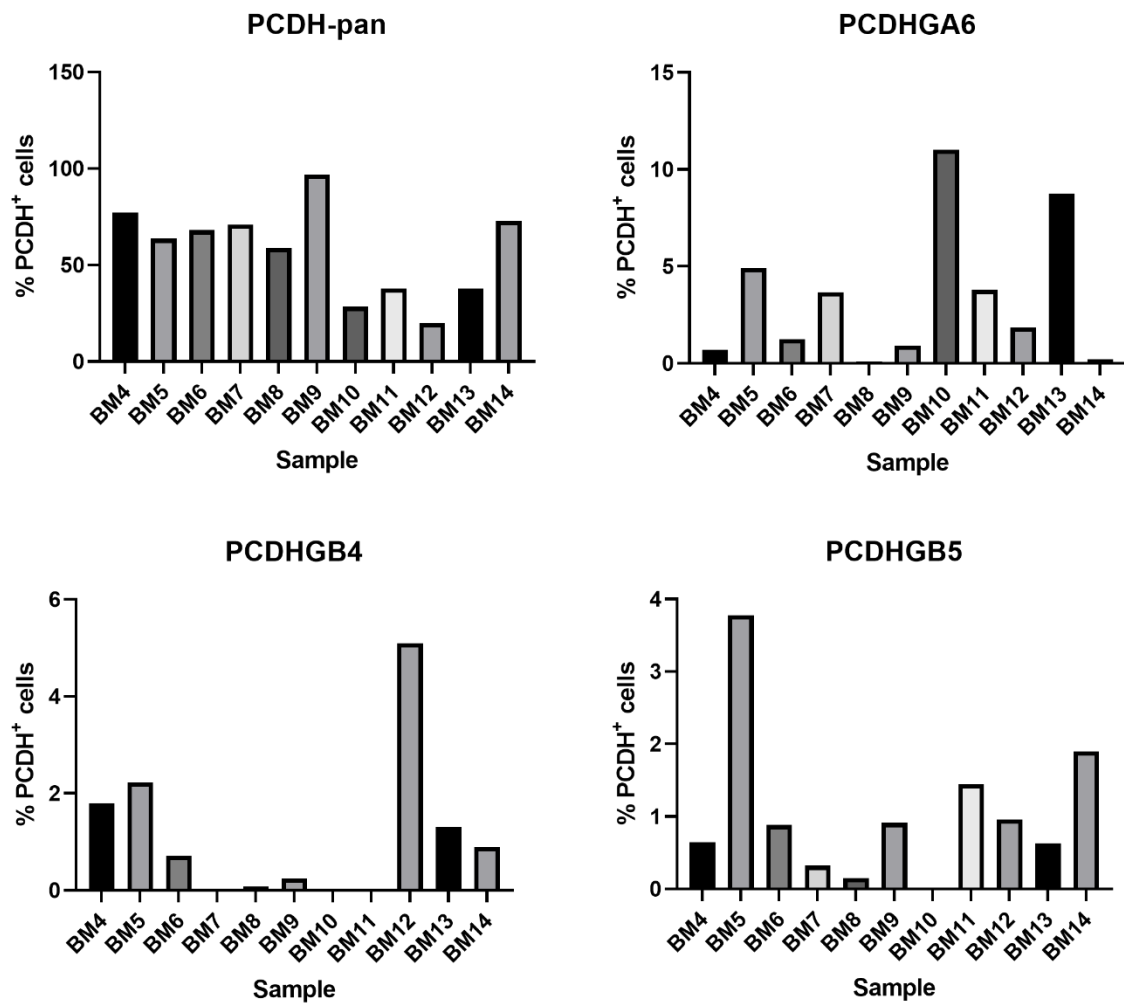 PCDH-pan
150
100
50
0
% PCDH⁺ cells
BM4 BM5 BM6 BM7 BM8 BM9 BM10 BM11 BM12 BM13 BM14
Sample
PCDHGA6
15
10
5
0
% PCDH⁺ cells
BM4 BM5 BM6 BM7 BM8 BM9 BM10 BM11 BM12 BM13 BM14
Sample
PCDHGB4
6
4
2
0
% PCDH⁺ cells
BM4 BM5 BM6 BM7 BM8 BM9 BM10 BM11 BM12 BM13 BM14
Sample
PCDHGB5
4
3
2
1
0
% PCDH⁺ cells
BM4 BM5 BM6 BM7 BM8 BM9 BM10 BM11 BM12 BM13 BM14
Sample